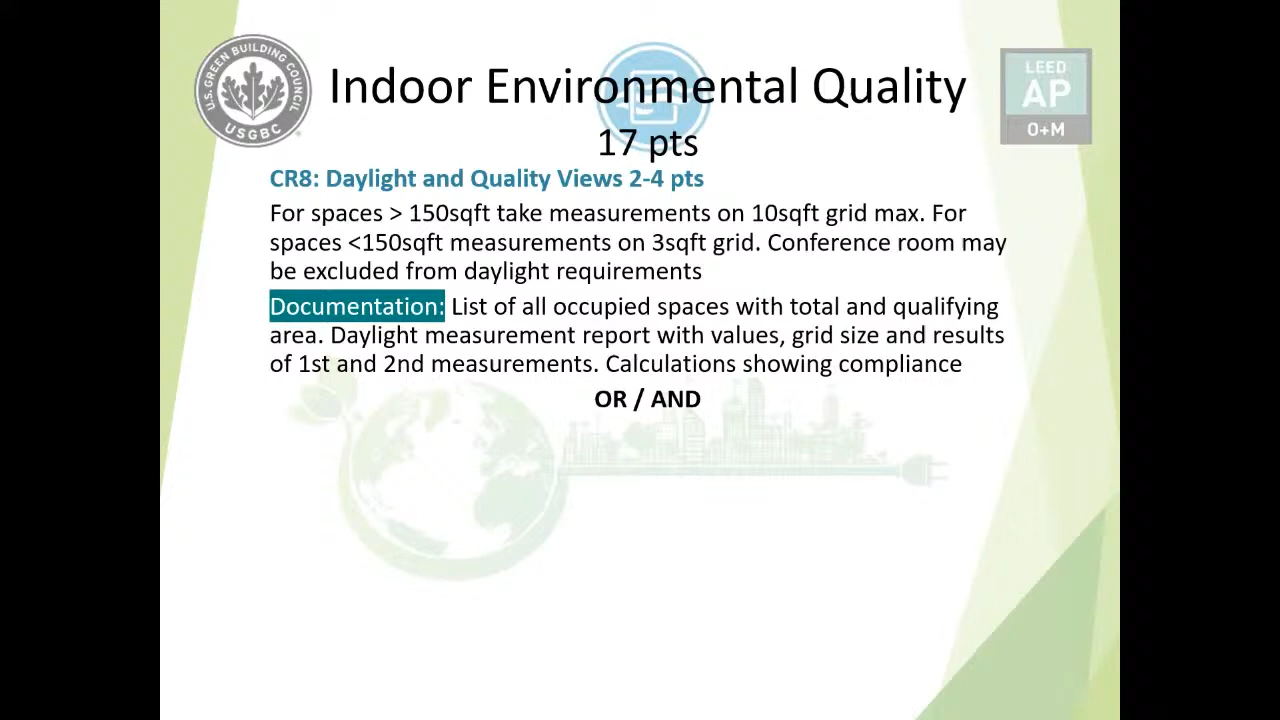 U.S. GREEN BUILDING COUNCIL
USGBC
LEED
AP
O+M
Indoor Environmental Quality
17 pts
CR8: Daylight and Quality Views 2-4 pts
For spaces > 150sqft take measurements on 10sqft grid max. For
spaces <150sqft measurements on 3sqft grid. Conference room may
be excluded from daylight requirements
Documentation: List of all occupied spaces with total and qualifying
area. Daylight measurement report with values, grid size and results
of 1st and 2nd measurements. Calculations showing compliance
OR / AND